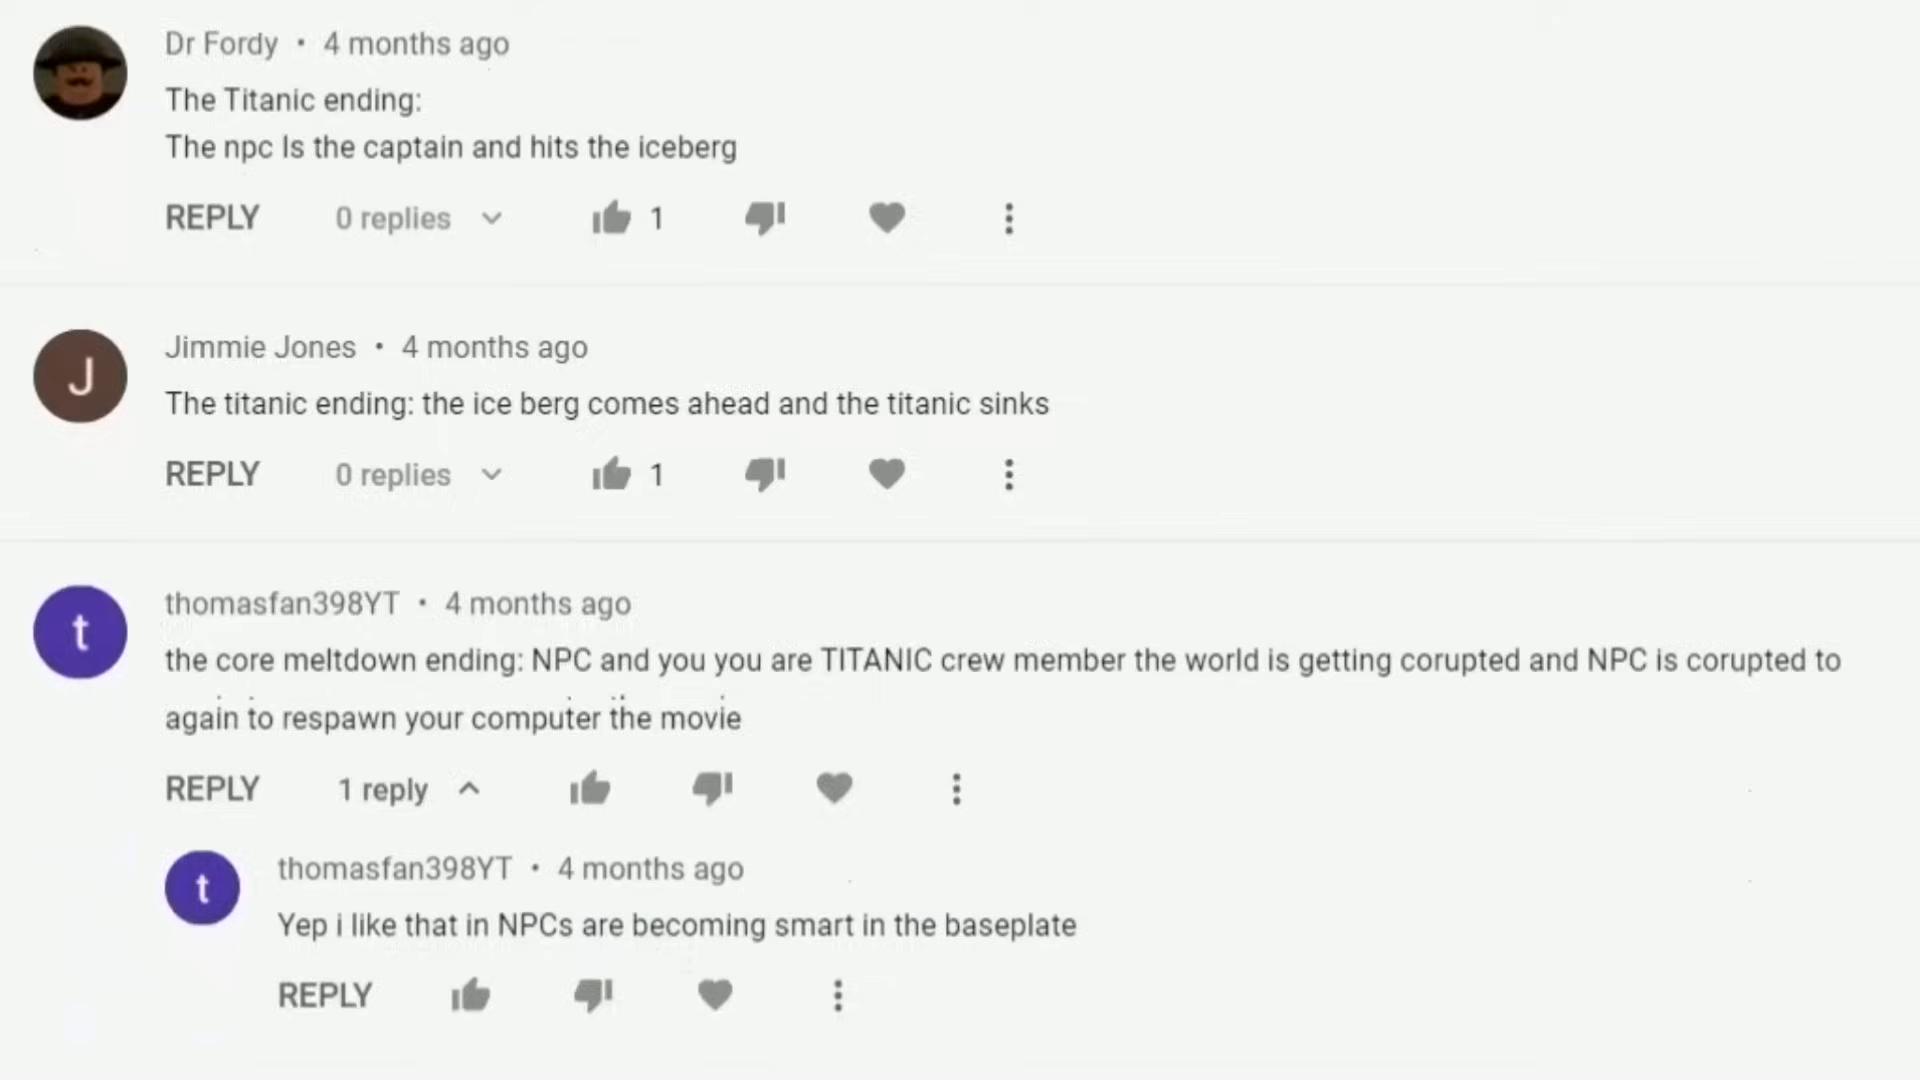 Dr Fordy • 4 months ago
The Titanic ending:
The npc Is the captain and hits the iceberg
REPLY 0 replies 1
J
Jimmie Jones • 4 months ago
The titanic ending: the ice berg comes ahead and the titanic sinks
REPLY 0 replies 1
t
thomasfan398YT • 4 months ago
the core meltdown ending: NPC and you you are TITANIC crew member the world is getting corupted and NPC is corupted to
again to respawn your computer the movie
REPLY 1 reply
t
thomasfan398YT • 4 months ago
Yep i like that in NPCs are becoming smart in the baseplate
REPLY